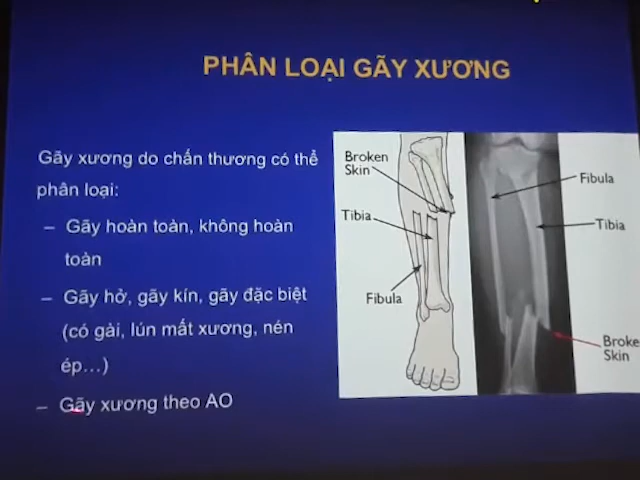 PHÂN LOẠI GÃY XƯƠNG
Gãy xương do chấn thương có thể
phân loại:
– Gãy hoàn toàn, không hoàn
toàn
– Gãy hở, gãy kín, gãy đặc biệt
(có gài, lún mất xương, nén
ép...)
– Gãy xương theo AO
Broken
Skin
Tibia
Fibula
Fibula
Tibia
Broke
Skin